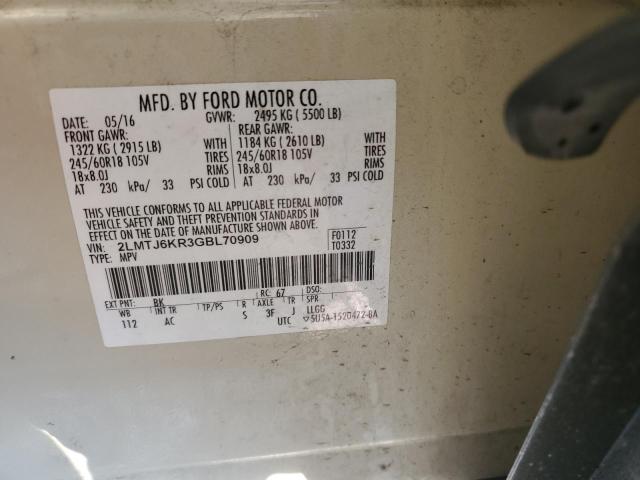 MFD. BY FORD MOTOR CO.
DATE: 05/16 GVWR: 2495 KG ( 5500 LB)
FRONT GAWR: REAR GAWR:
1322 KG ( 2915 LB) WITH 1184 KG ( 2610 LB) WITH
245/60R18 105V TIRES 245/60R18 105V TIRES
18x8.0J RIMS 18x8.0J RIMS
AT 230 kPa/ 33 PSI COLD AT 230 kPa/ 33 PSI COLD
THIS VEHICLE CONFORMS TO ALL APPLICABLE FEDERAL MOTOR
VEHICLE SAFETY AND THEFT PREVENTION STANDARDS IN
EFFECT ON THE DATE OF MANUFACTURE SHOWN ABOVE.
VIN: 2LMTJ6KR3GBL70909 F0112
TYPE: MPV T0332
EXT PNT: BK RC: 67 DSO:
WB INT TR TP/PS R AXLE TR SPR
112 AC S 3F J LLGG
UTC ▽5U5A-1520472-BA